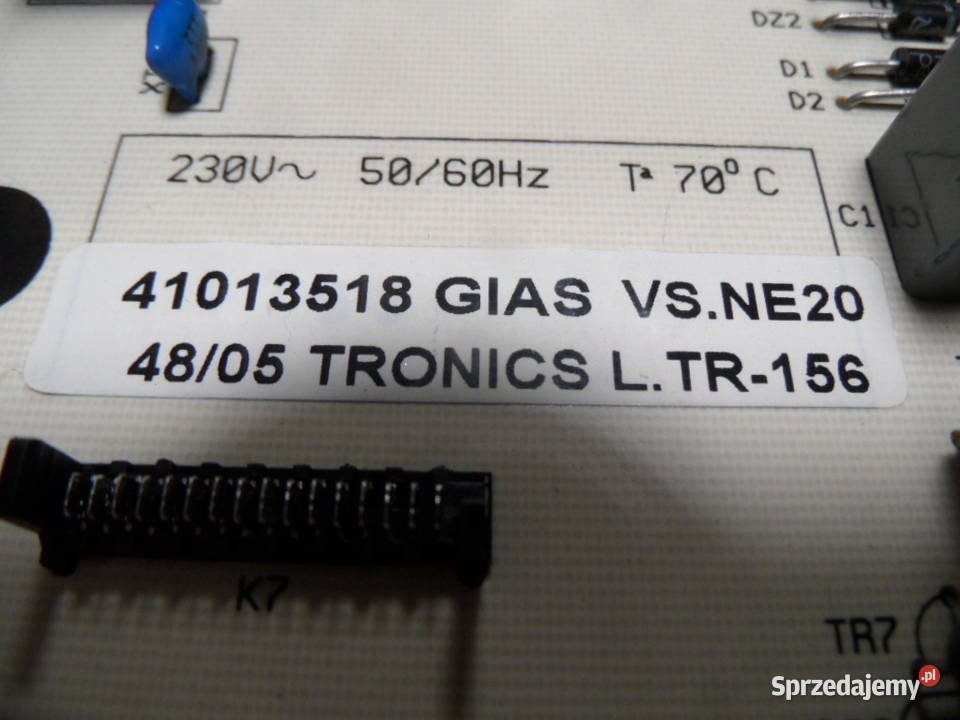 DZ2
D1
D2
230V~ 50/60Hz Tª 70º C
C1
41013518 GIAS VS.NE20
48/05 TRONICS L.TR-156
K7
TR7
Sprzedajemy.pl